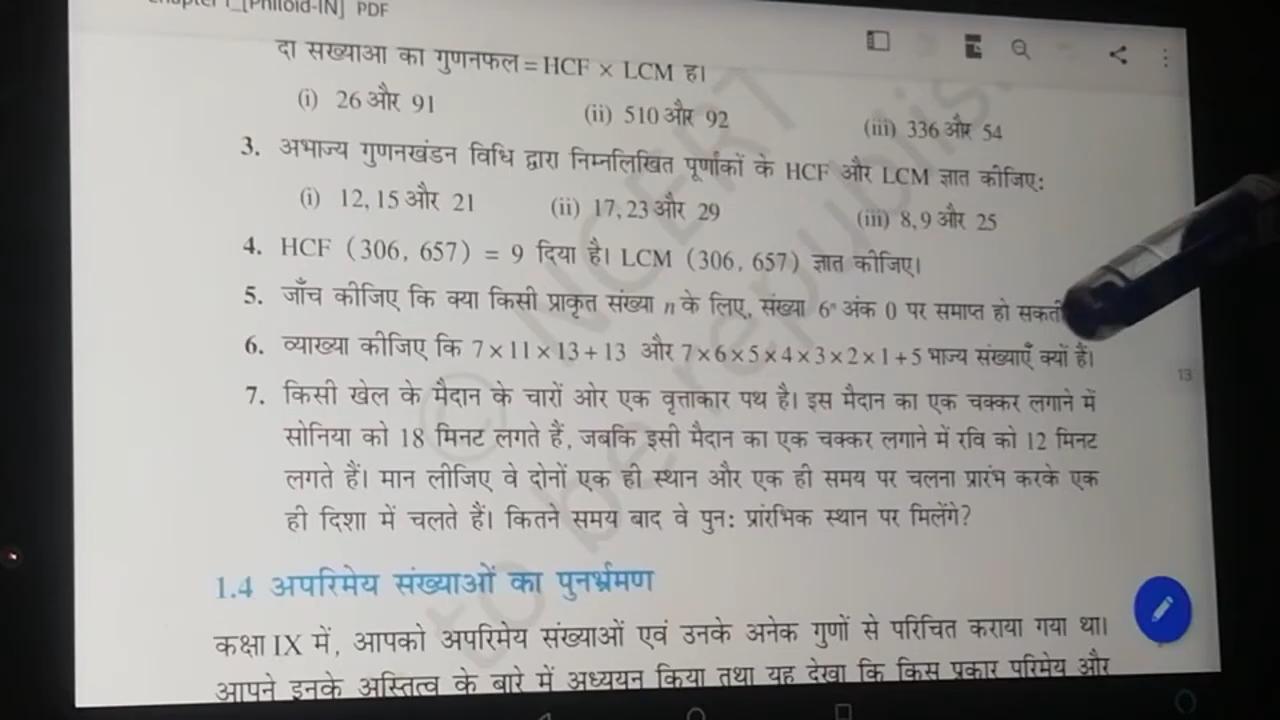 Chapter 1_[Philoid-IN] PDF
दो संख्याओं का गुणनफल = HCF × LCM है।
(i) 26 और 91 (ii) 510 और 92 (iii) 336 और 54
3. अभाज्य गुणनखंडन विधि द्वारा निम्नलिखित पूर्णांकों के HCF और LCM ज्ञात कीजिए:
(i) 12, 15 और 21 (ii) 17, 23 और 29 (iii) 8, 9 और 25
4. HCF (306, 657) = 9 दिया है। LCM (306, 657) ज्ञात कीजिए।
5. जाँच कीजिए कि क्या किसी प्राकृत संख्या n के लिए, संख्या 6ⁿ अंक 0 पर समाप्त हो सकती
6. व्याख्या कीजिए कि 7 × 11 × 13 + 13 और 7 × 6 × 5 × 4 × 3 × 2 × 1 + 5 भाज्य संख्याएँ क्यों हैं।
13
7. किसी खेल के मैदान के चारों ओर एक वृत्ताकार पथ है। इस मैदान का एक चक्कर लगाने में
सोनिया को 18 मिनट लगते हैं, जबकि इसी मैदान का एक चक्कर लगाने में रवि को 12 मिनट
लगते हैं। मान लीजिए वे दोनों एक ही स्थान और एक ही समय पर चलना प्रारंभ करके एक
ही दिशा में चलते हैं। कितने समय बाद वे पुन: प्रारंभिक स्थान पर मिलेंगे?
1.4 अपरिमेय संख्याओं का पुनर्भ्रमण
कक्षा IX में, आपको अपरिमेय संख्याओं एवं उनके अनेक गुणों से परिचित कराया गया था।
आपने इनके अस्तित्व के बारे में अध्ययन किया तथा यह देखा कि किस प्रकार परिमेय और
© NCERT
to be republis